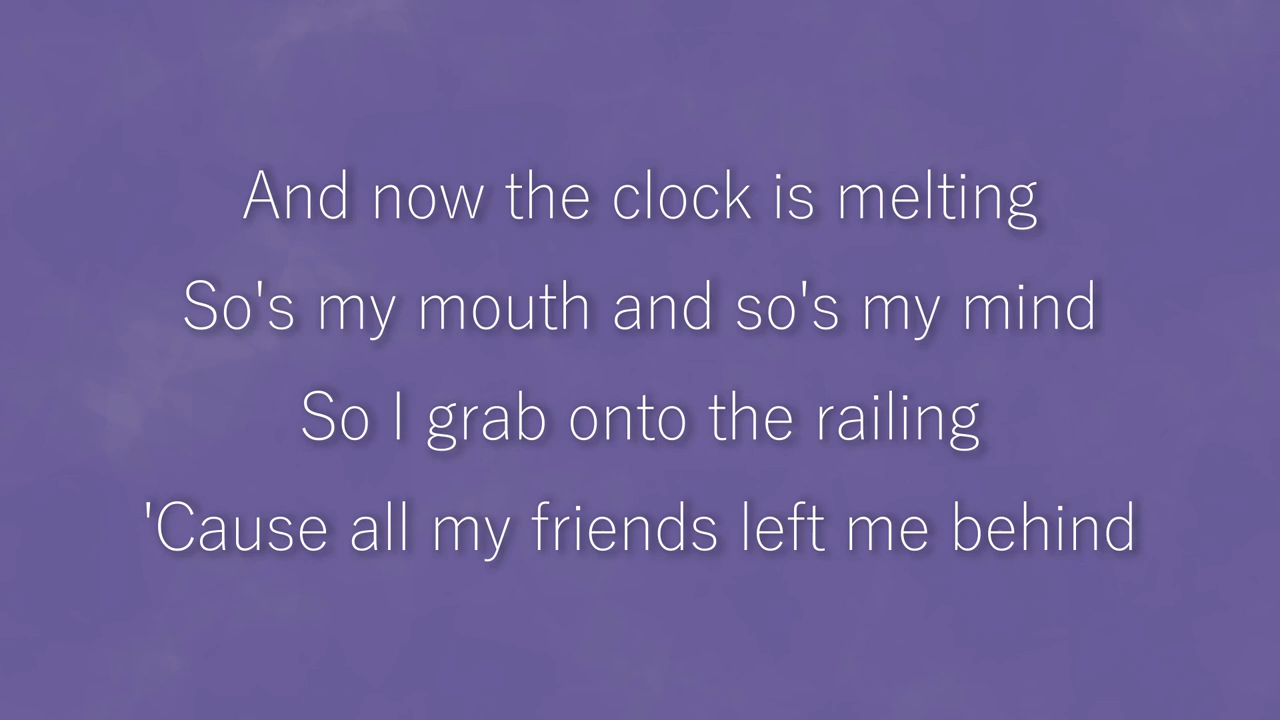 And now the clock is melting
So's my mouth and so's my mind
So I grab onto the railing
'Cause all my friends left me behind